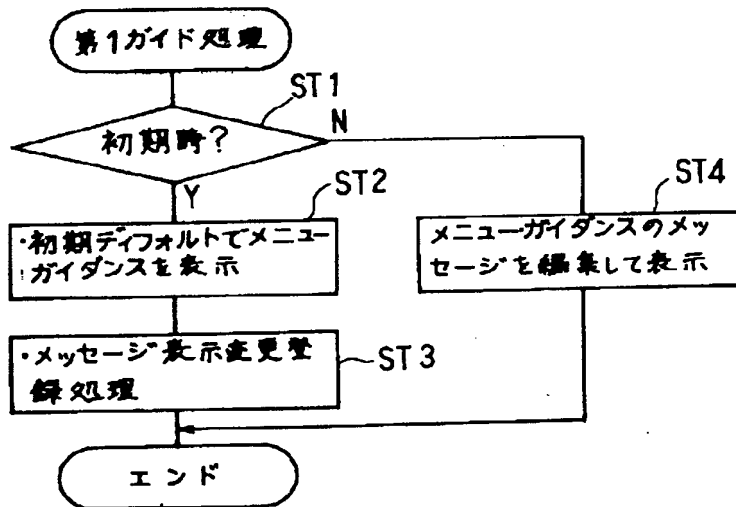 第1ガイド処理
ST1
初期時?
N
Y
ST2
・初期ディフォルトでメニュー
ガイダンスを表示
ST4
メニューガイダンスのメッ
セージを編集して表示
・メッセージ表示変更登
録処理
ST3
エンド